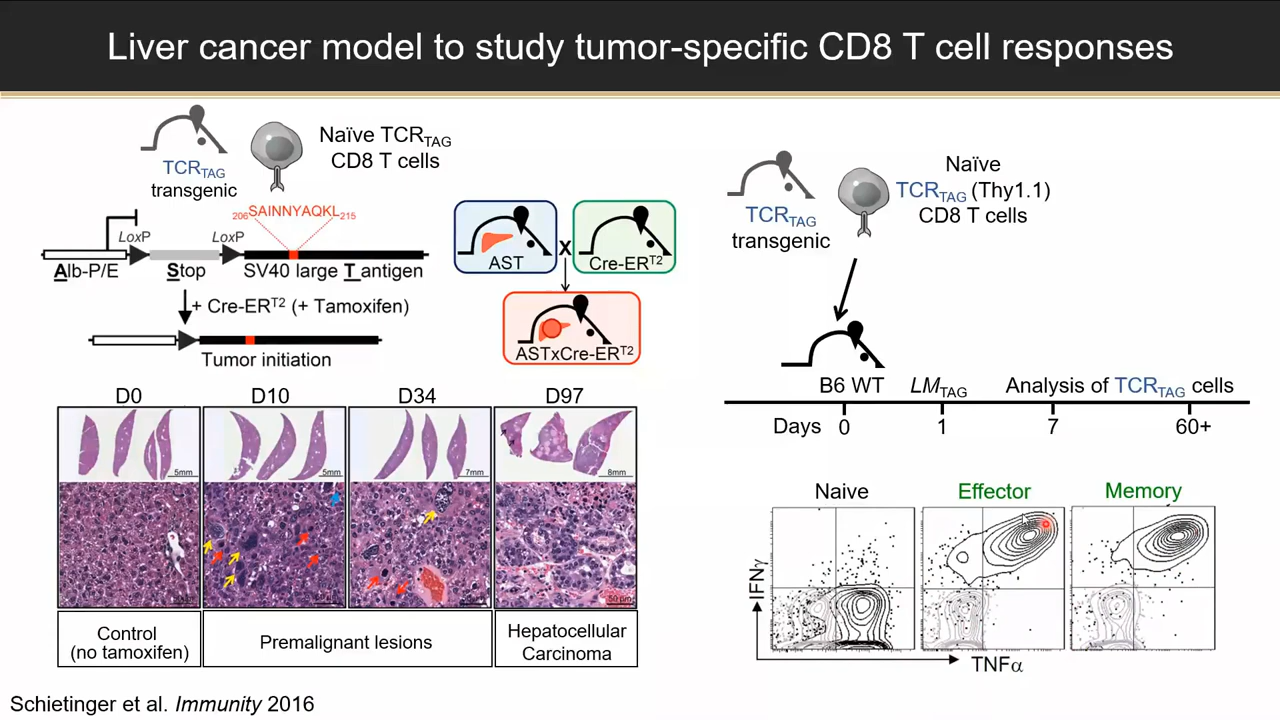 Liver cancer model to study tumor-specific CD8 T cell responses
TCRTAG
transgenic
Naïve TCRTAG
CD8 T cells
206SAINNYAQKL215
LoxP
LoxP
Alb-P/E
Stop
SV40 large T antigen
+ Cre-ERT2 (+ Tamoxifen)
Tumor initiation
AST
X
Cre-ERT2
ASTxCre-ERT2
D0
D10
D34
D97
5mm
5mm
7mm
8mm
50 µm
Control
(no tamoxifen)
Premalignant lesions
Hepatocellular
Carcinoma
Schietinger et al. Immunity 2016
TCRTAG
transgenic
Naïve
TCRTAG (Thy1.1)
CD8 T cells
B6 WT
LMTAG
Analysis of TCRTAG cells
Days
0
1
7
60+
Naive
Effector
Memory
IFNγ
TNFα